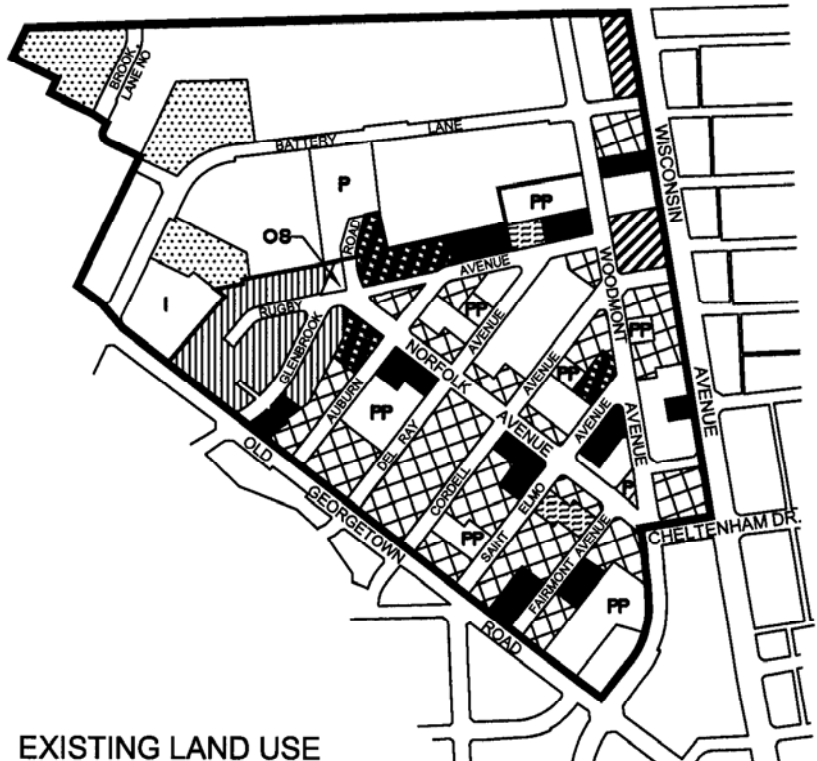 BROOK
LANE NO
BATTERY LANE
WISCONSIN
P
PP
OS
ROAD
AVENUE
WOODMONT
I
RUGBY
PP
AVENUE
GLENBROOK
NORFOLK
PP
AVENUE
PP
AUBURN
PP
AVENUE
AVENUE
AVENUE
DEL RAY
AVENUE
OLD
CORDELL
P
GEORGETOWN
ELMO
CHELTENHAM DR.
PP
SAINT
FAIRMONT AVENUE
PP
ROAD
EXISTING LAND USE